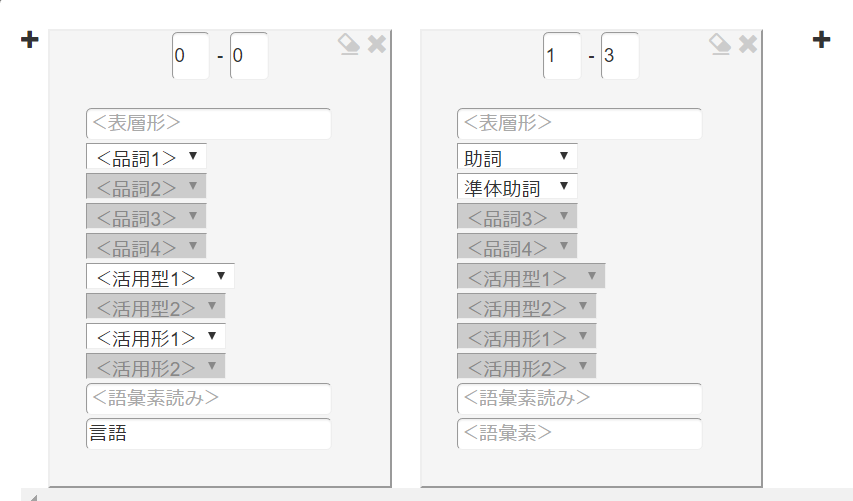 0 - 0
<表層形>
<品詞1>
<品詞2>
<品詞3>
<品詞4>
<活用型1>
<活用型2>
<活用形1>
<活用形2>
<語彙素読み>
言語
1 - 3
<表層形>
助詞
準体助詞
<品詞3>
<品詞4>
<活用型1>
<活用型2>
<活用形1>
<活用形2>
<語彙素読み>
<語彙素>